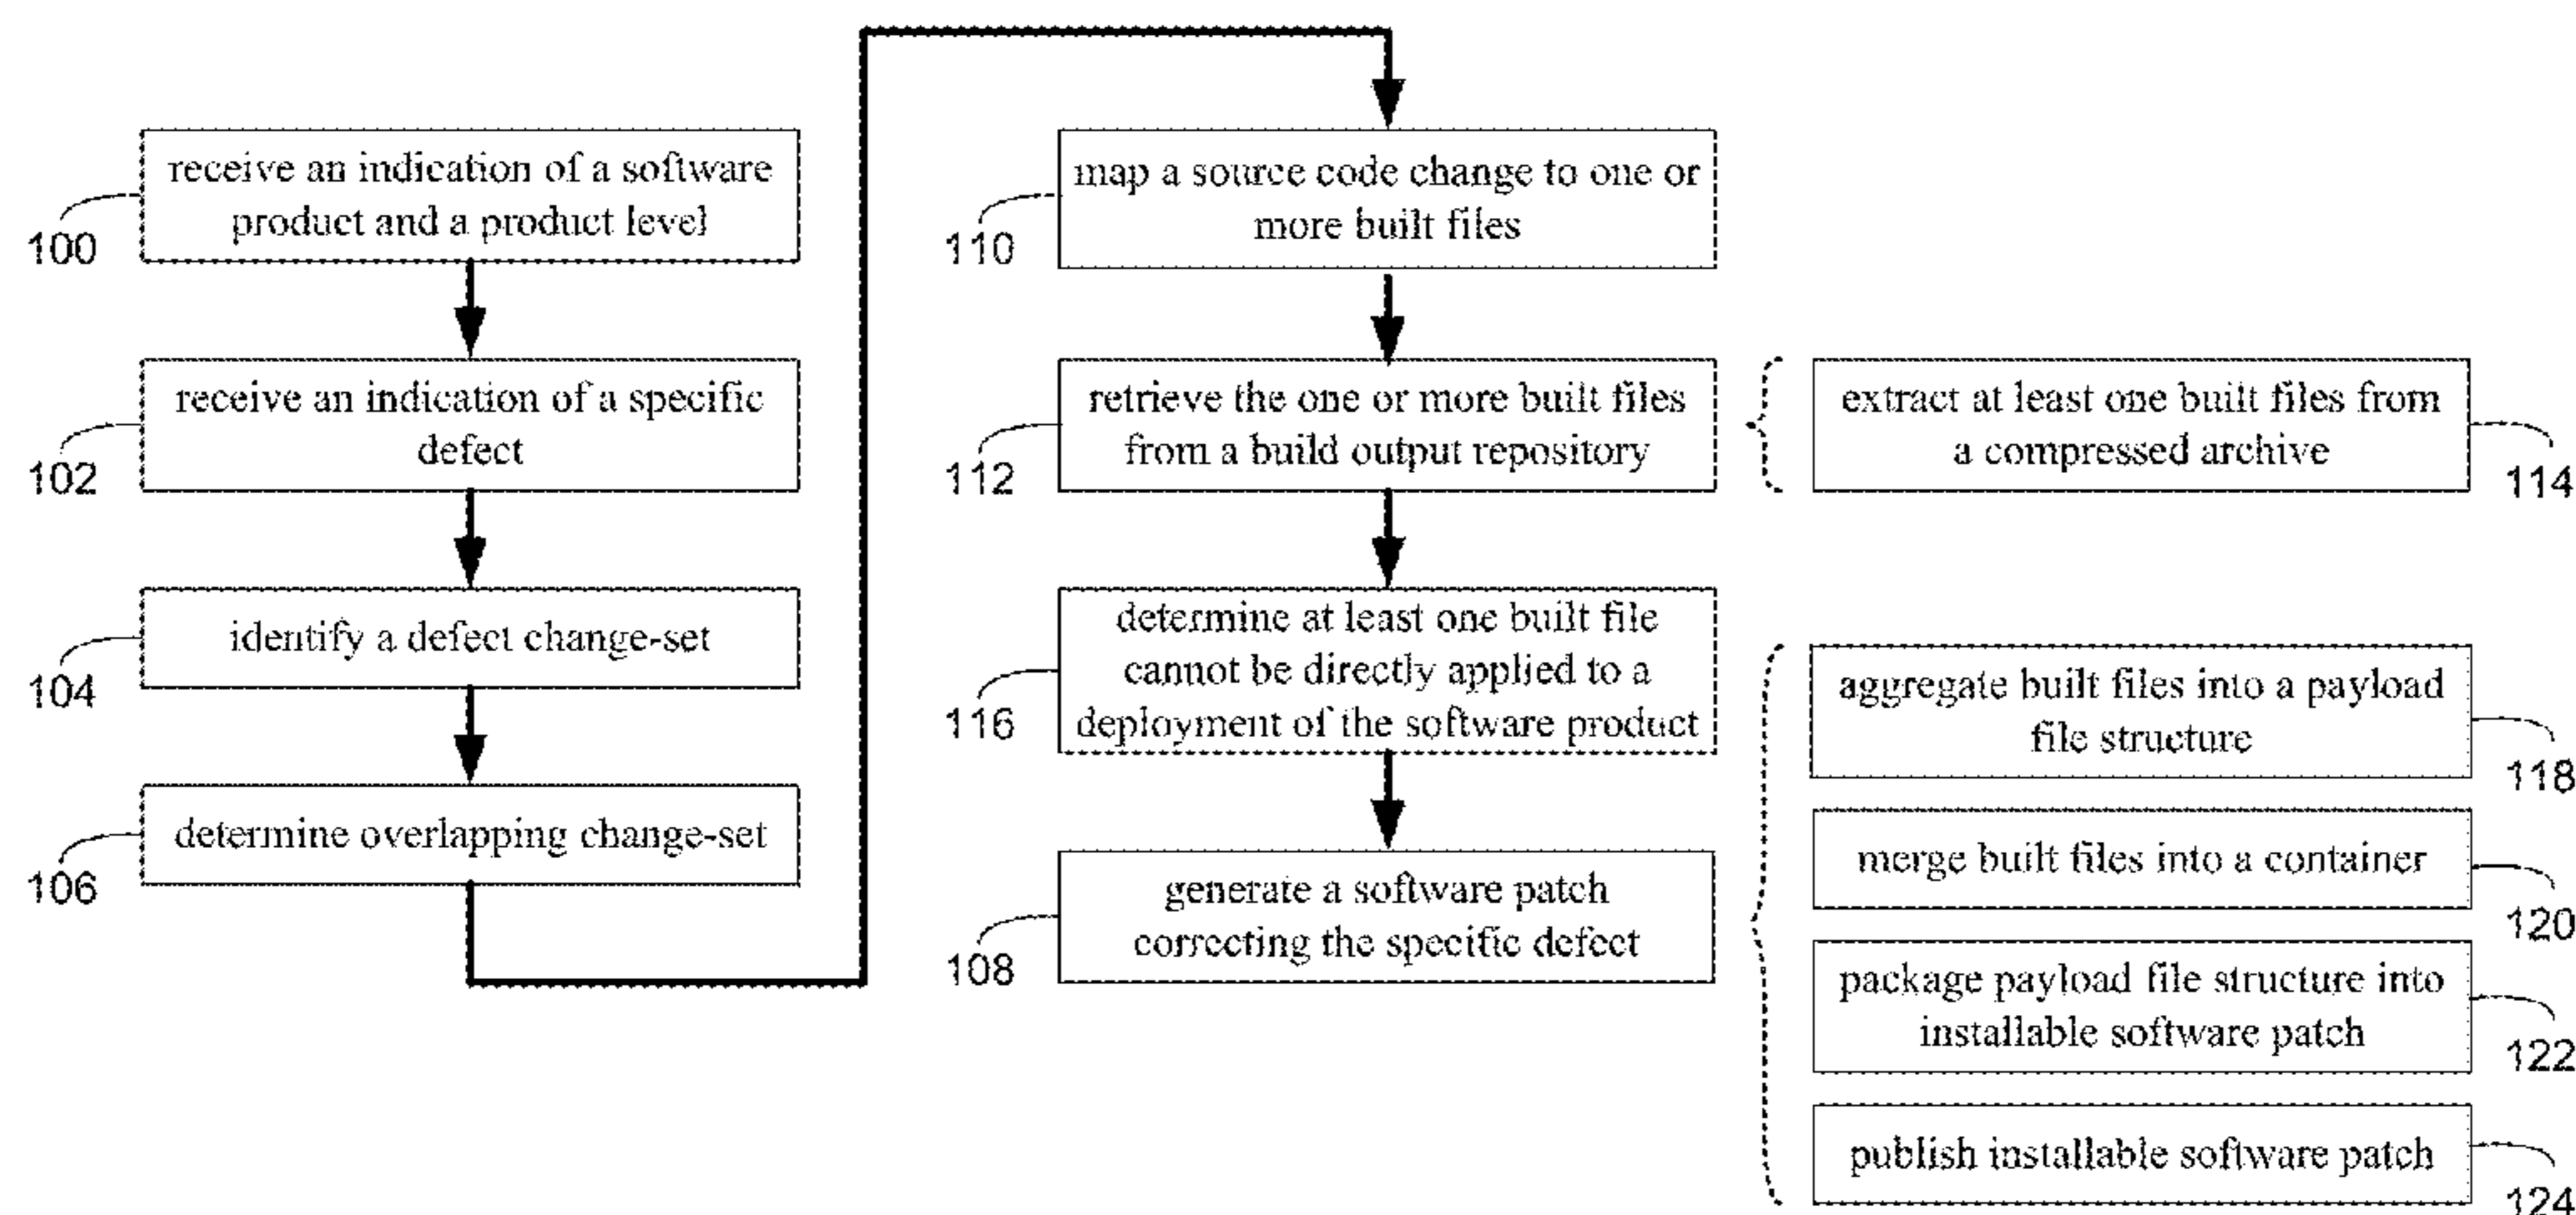 receive an indication of a software
product and a product level
100
receive an indication of a specific
defect
102
identify a defect change-set
104
determine overlapping change-set
106
map a source code change to one or
more built files
110
retrieve the one or more built files
from a build output repository
112
extract at least one built files from
a compressed archive
114
determine at least one built file
cannot be directly applied to a
deployment of the software product
116
generate a software patch
correcting the specific defect
108
aggregate built files into a payload
file structure
118
merge built files into a container
120
package payload file structure into
installable software patch
122
publish installable software patch
124